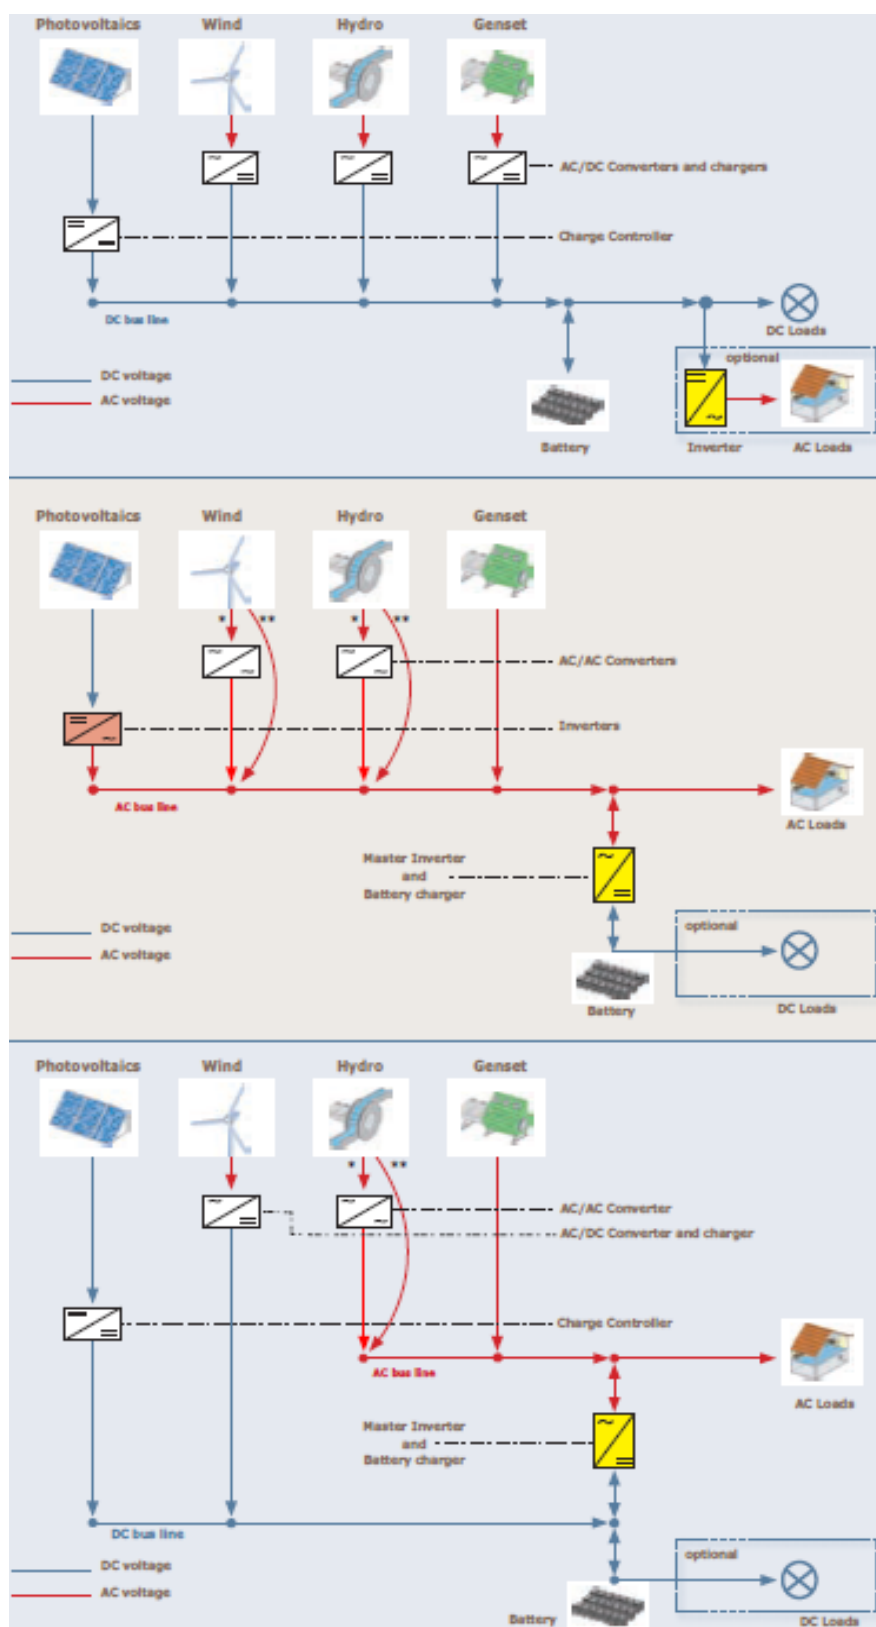 Photovoltaics Wind Hydro Genset
AC/DC Converters and chargers
Charge Controller
DC bus line
DC Loads
optional
DC voltage
AC voltage
Battery Inverter AC Loads
Photovoltaics Wind Hydro Genset
* ** * **
AC/AC Converters
Inverters
AC bus line
AC Loads
Master Inverter
and
Battery charger
DC voltage
optional
AC voltage
Battery DC Loads
Photovoltaics Wind Hydro Genset
* **
AC/AC Converter
AC/DC Converter and charger
Charge Controller
AC bus line
AC Loads
Master Inverter
and
Battery charger
DC bus line
optional
DC voltage
AC voltage
Battery DC Loads